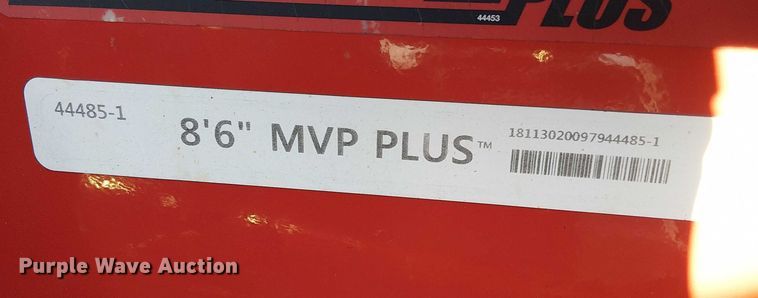 PLUS
44453
44485-1
8'6" MVP PLUS™
18113020097944485-1
Purple Wave Auction